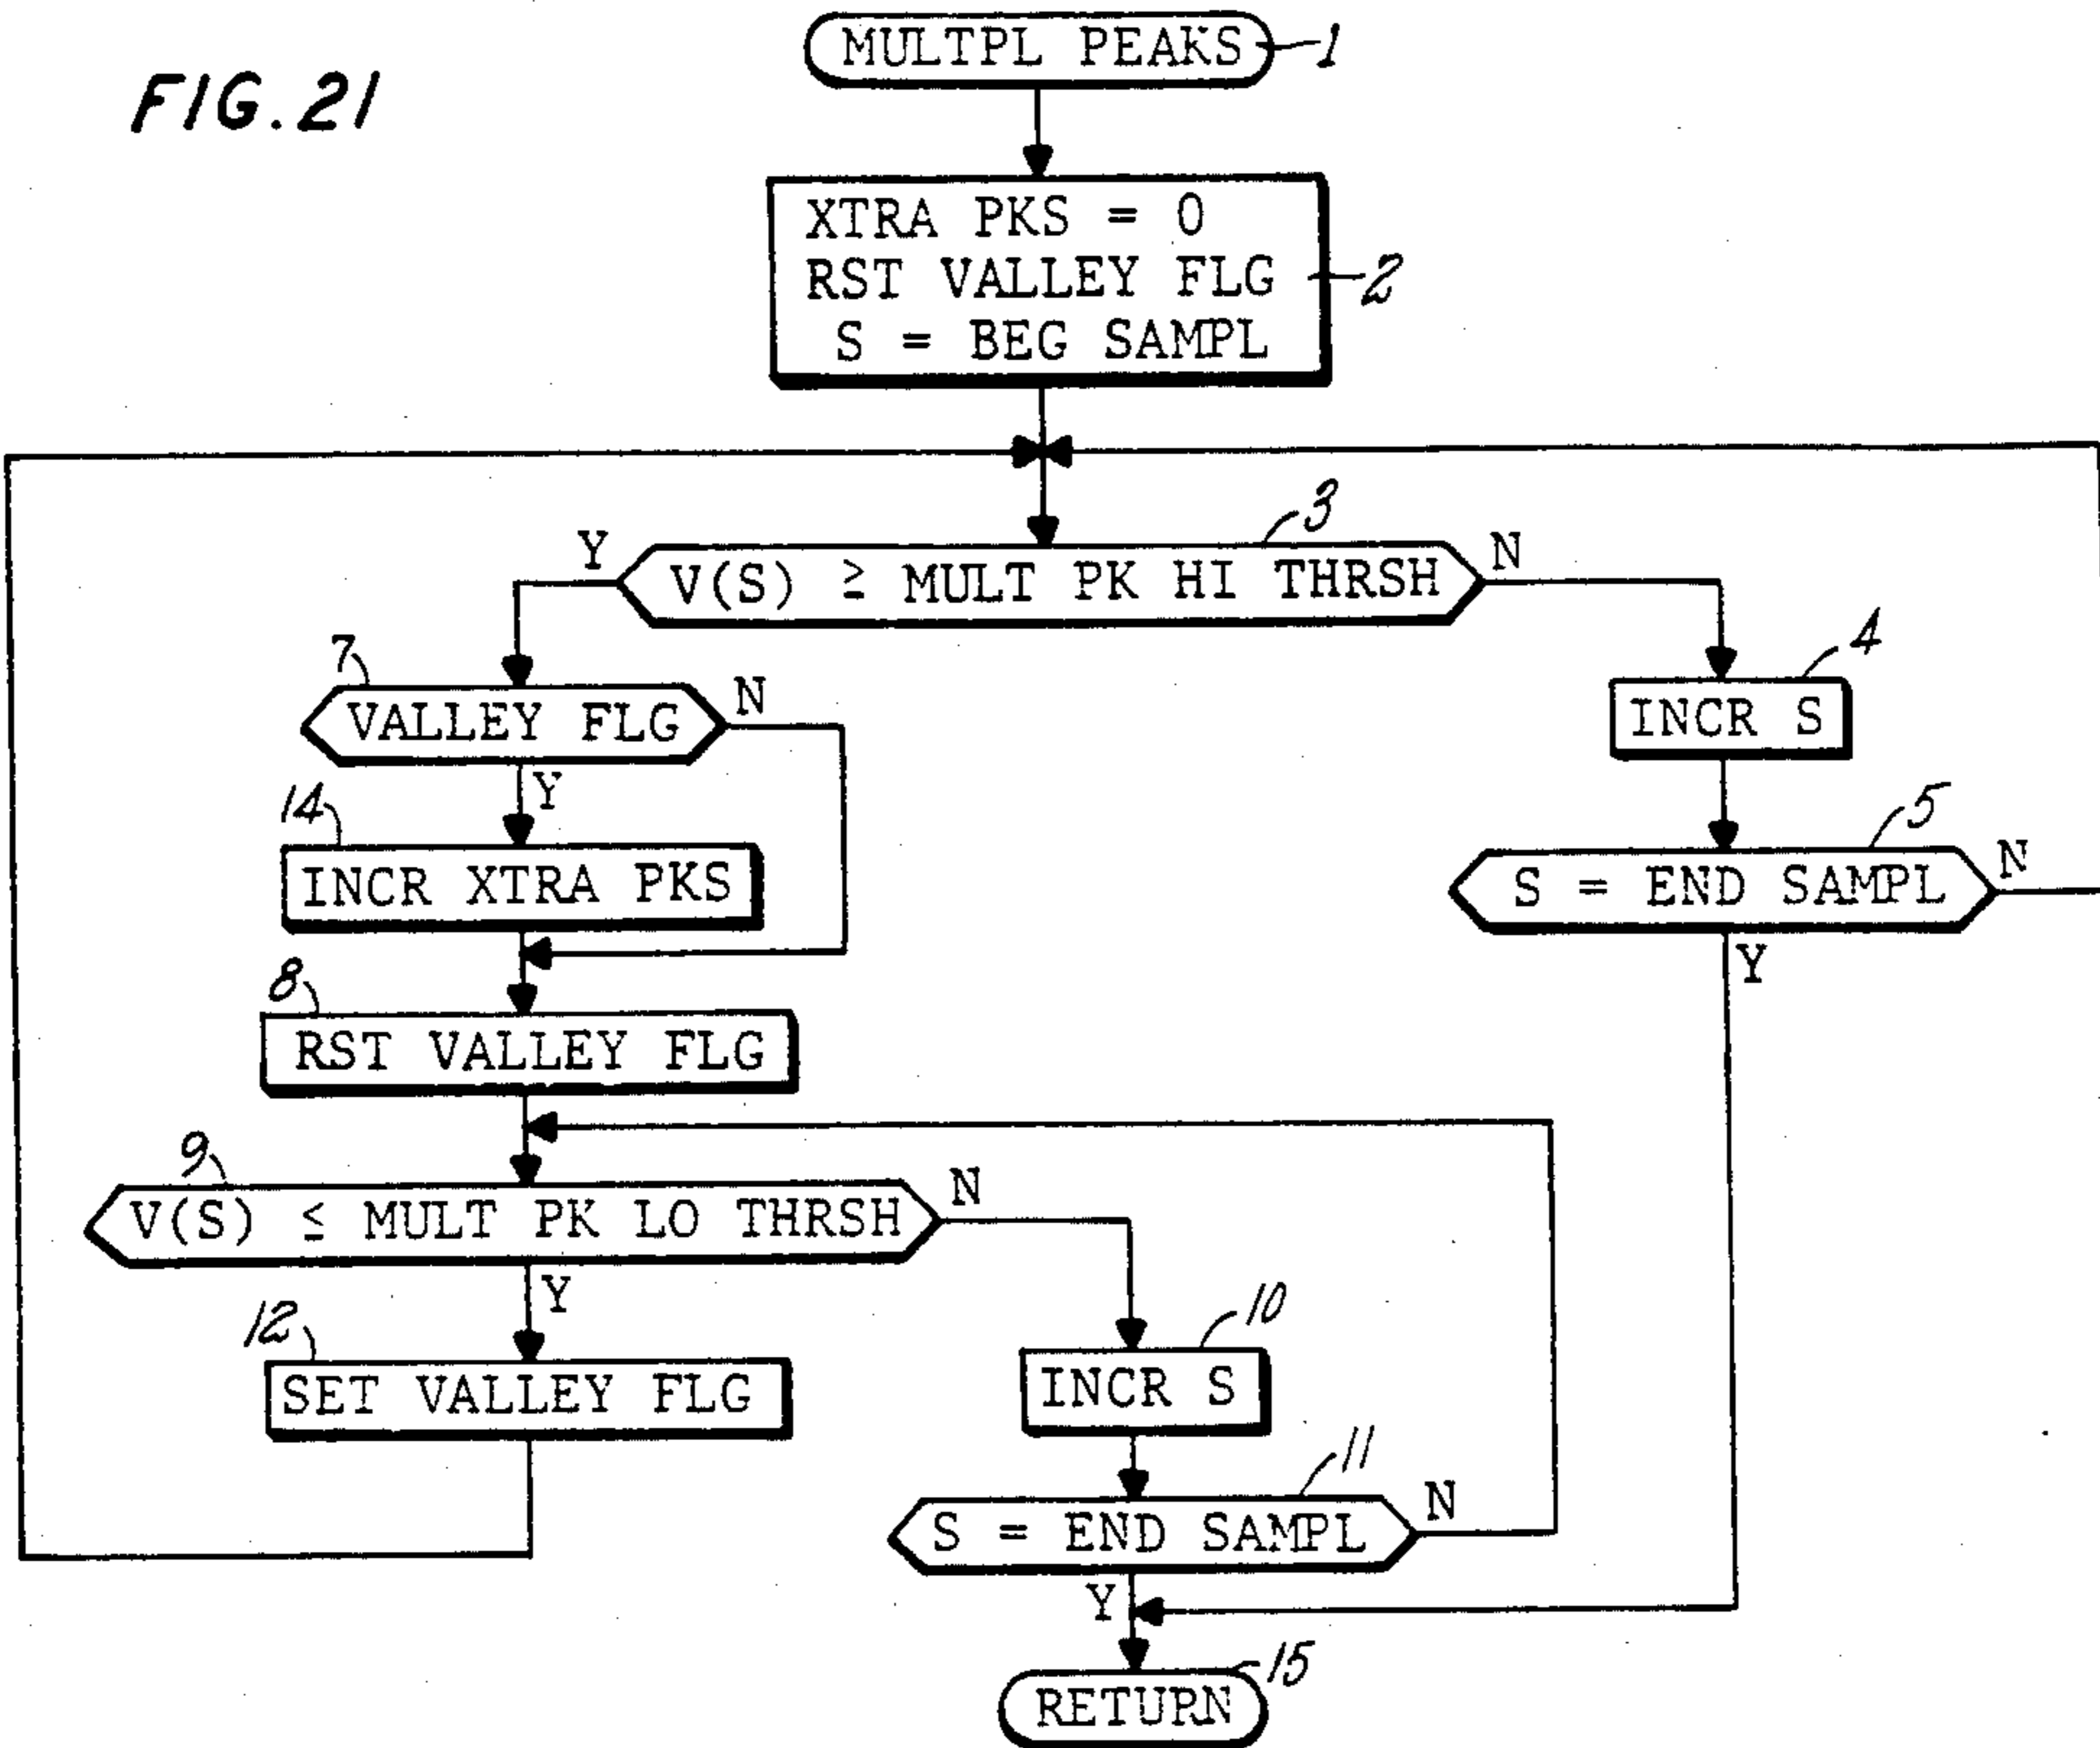 FIG. 21
MULTPL PEAKS
1
XTRA PKS = 0
RST VALLEY FLG
S = BEG SAMPL
2
3
Y
V(S) ≥ MULT PK HI THRSH
N
4
INCR S
7
VALLEY FLG
N
Y
14
INCR XTRA PKS
5
S = END SAMPL
N
Y
8
RST VALLEY FLG
9
V(S) ≤ MULT PK LO THRSH
N
Y
10
INCR S
12
SET VALLEY FLG
11
S = END SAMPL
N
Y
15
RETURN